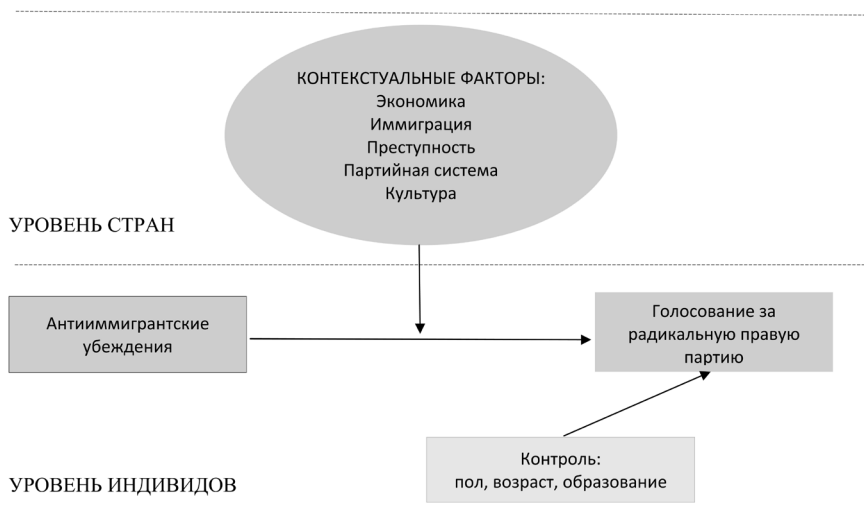 КОНТЕКСТУАЛЬНЫЕ ФАКТОРЫ:
Экономика
Иммиграция
Преступность
Партийная система
Культура
УРОВЕНЬ СТРАН
Антииммигрантские
убеждения
Голосование за
радикальную правую
партию
Контроль:
пол, возраст, образование
УРОВЕНЬ ИНДИВИДОВ